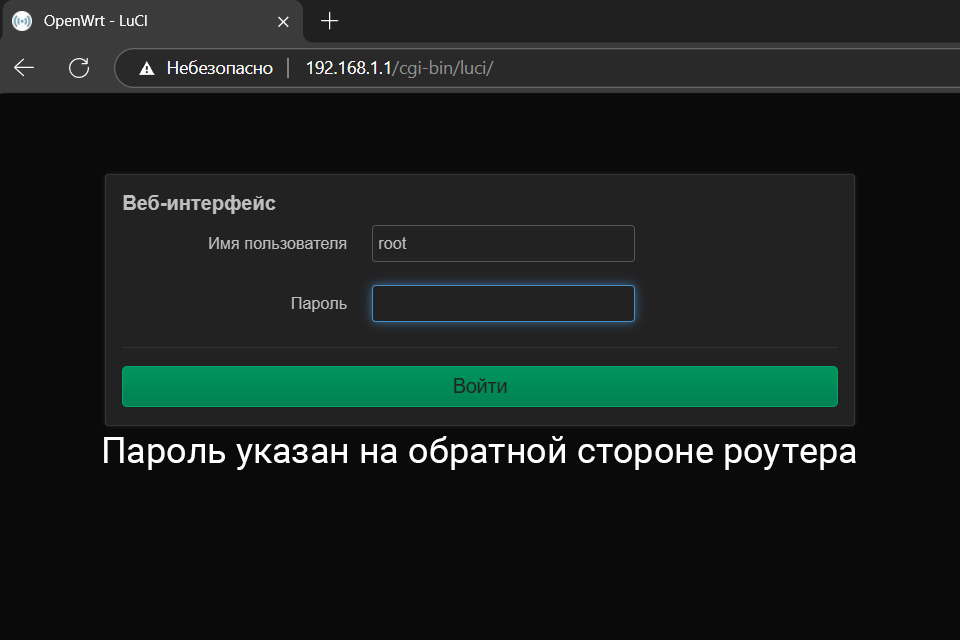 OpenWrt - LuCI
Небезопасно | 192.168.1.1/cgi-bin/luci/
Веб-интерфейс
Имя пользователя root
Пароль
Войти
Пароль указан на обратной стороне роутера